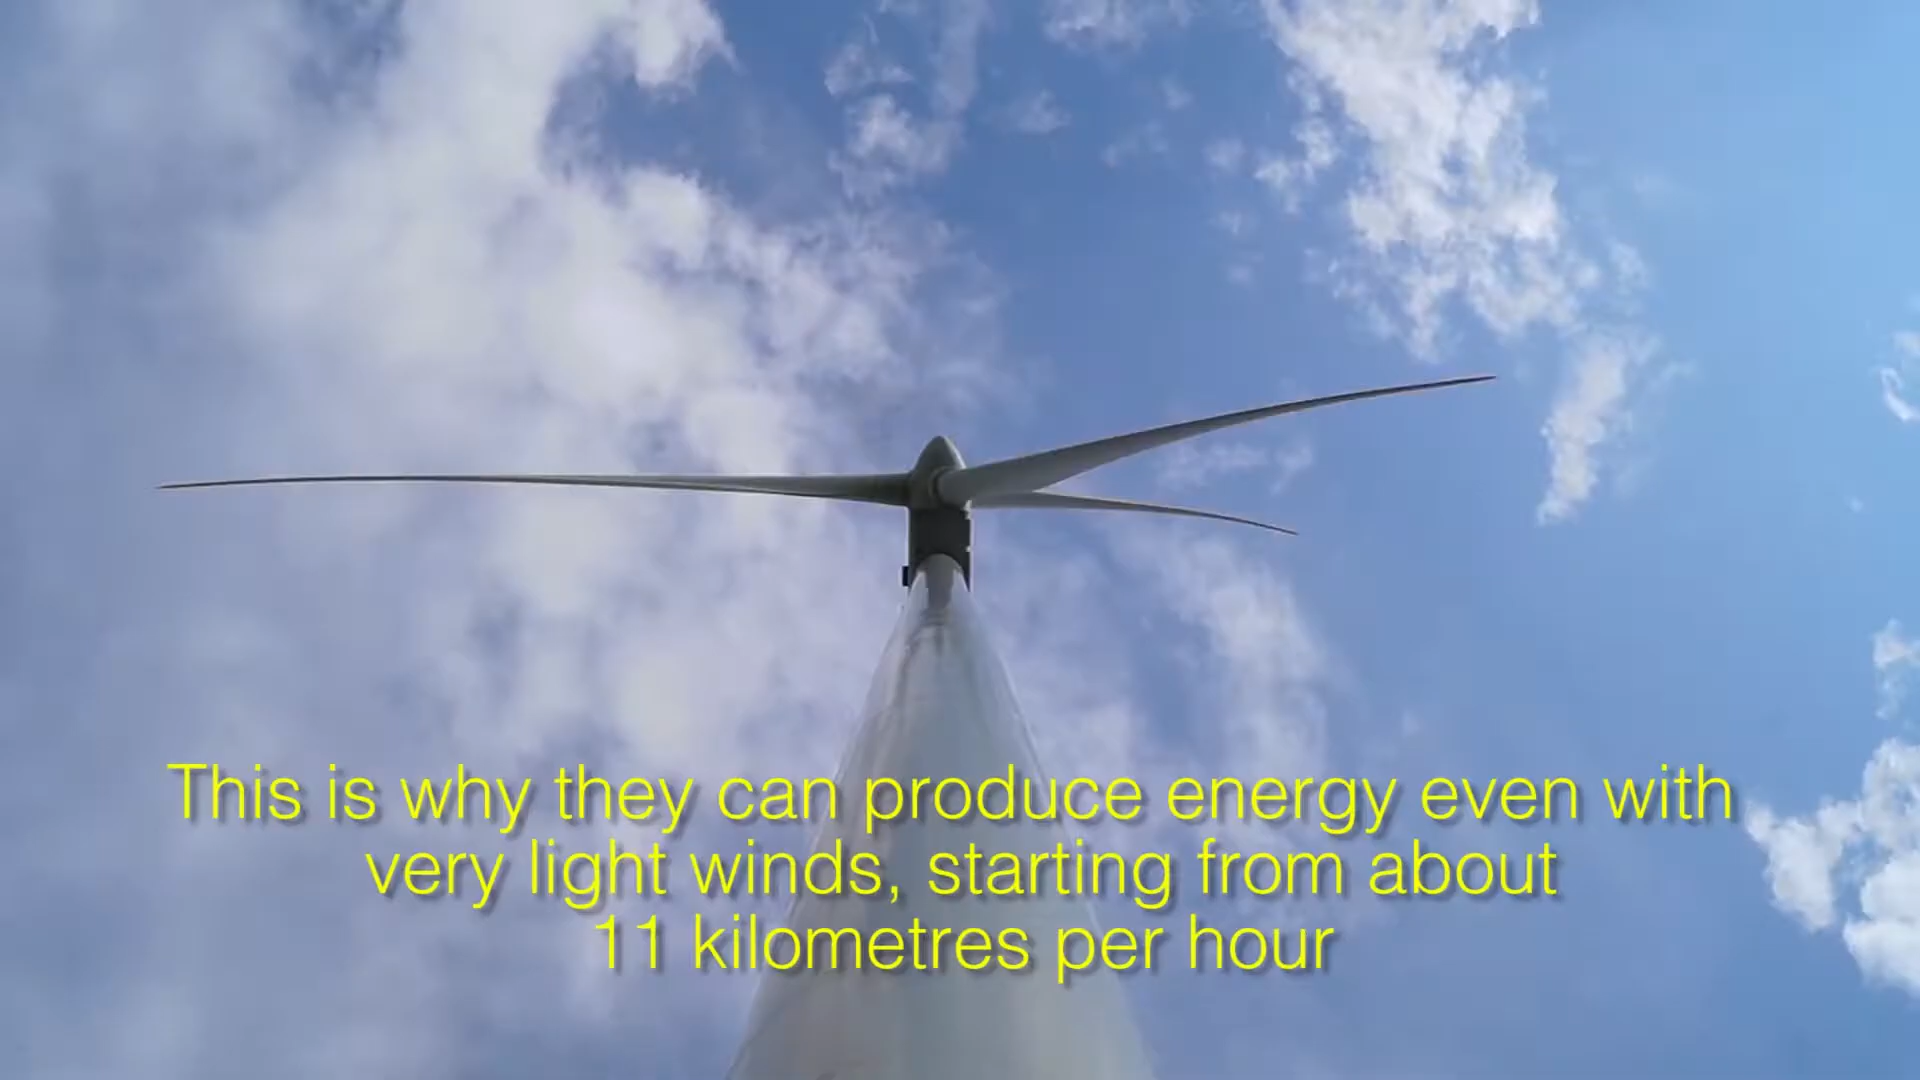 This is why they can produce energy even with
very light winds, starting from about
11 kilometres per hour